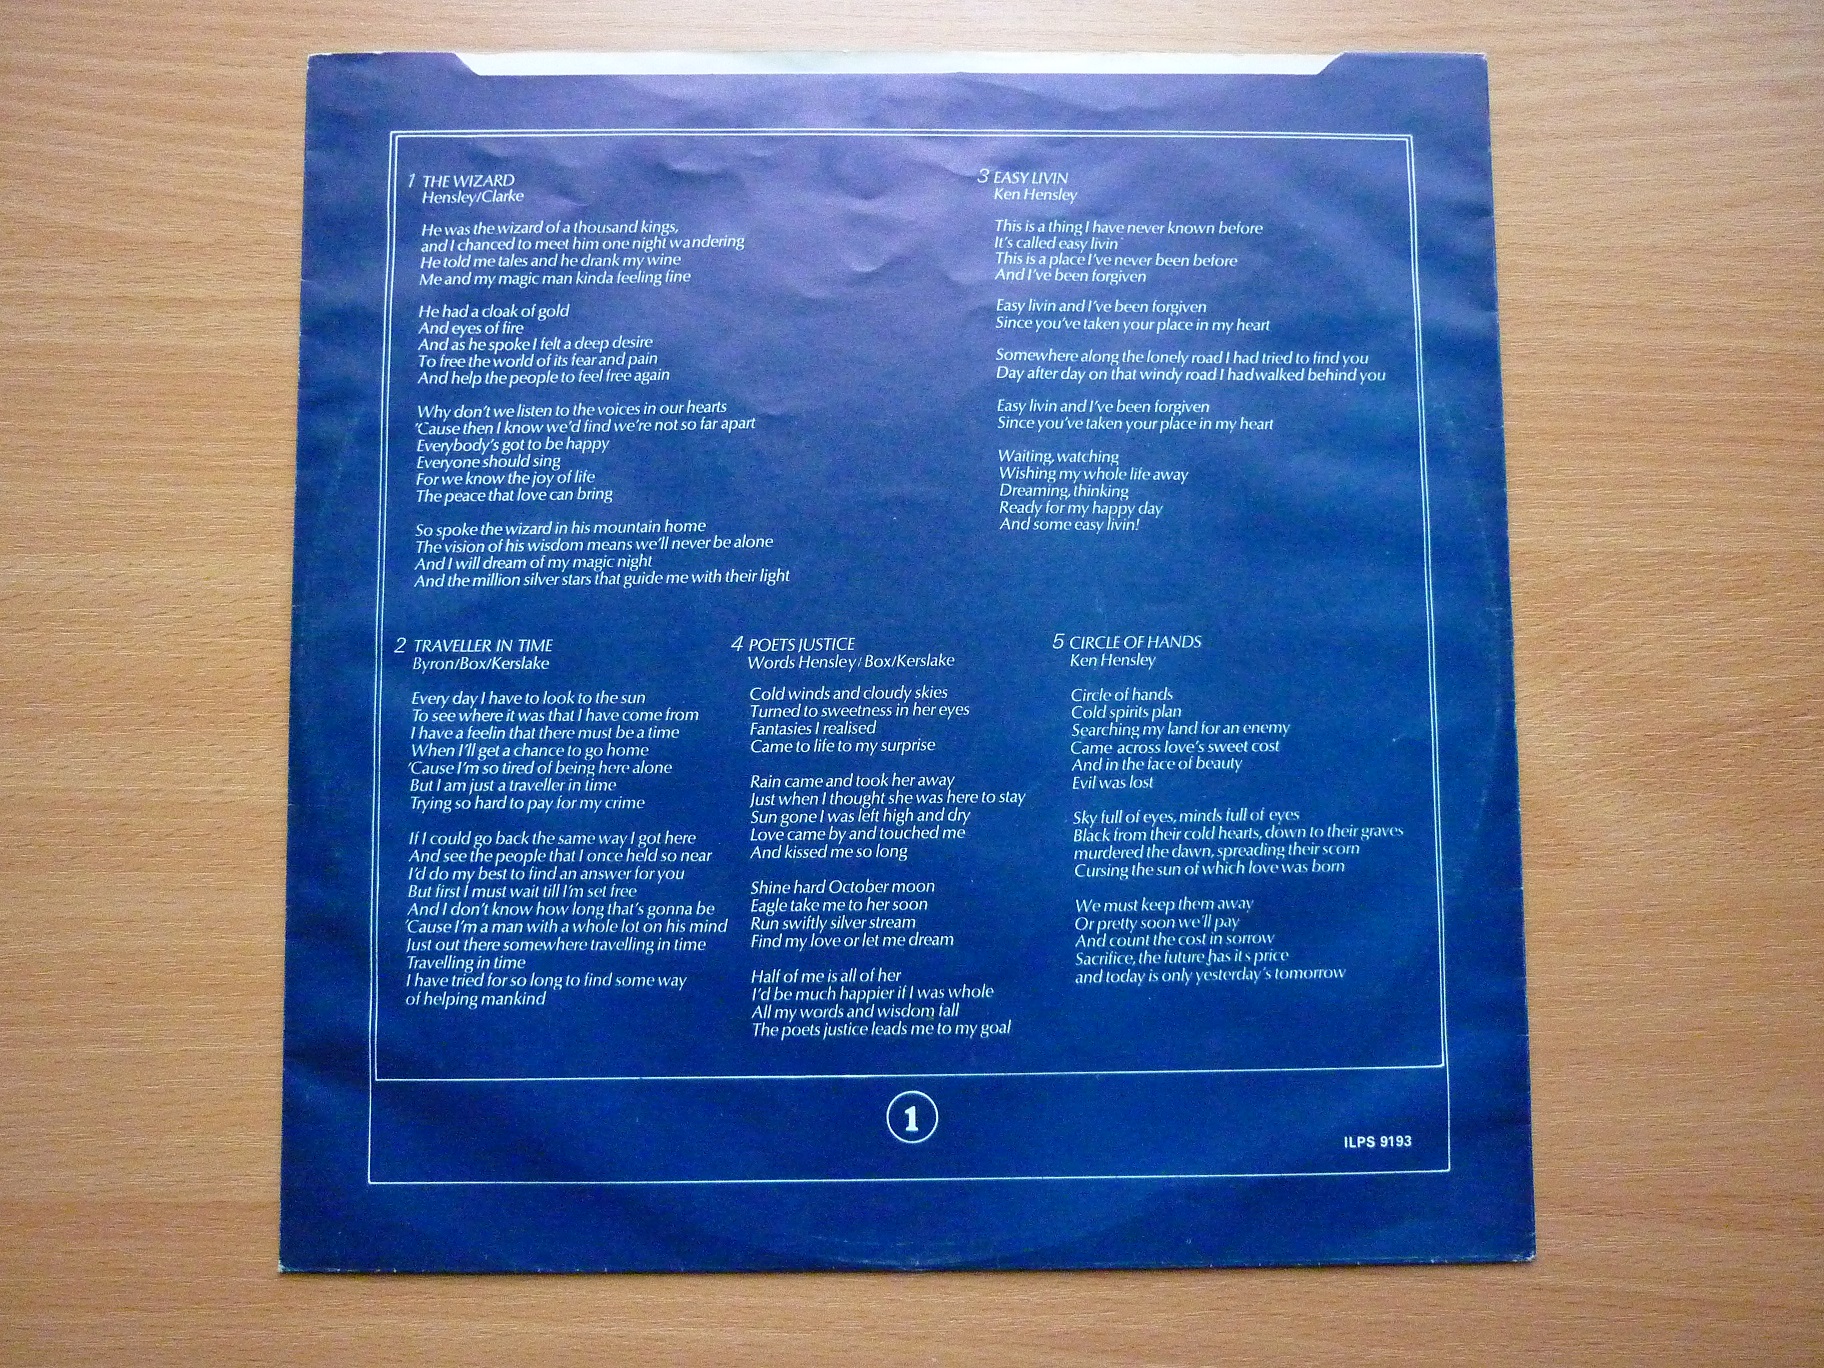 1 THE WIZARD
Hensley/Clarke
He was the wizard of a thousand kings,
and I chanced to meet him one night wandering
He told me tales and he drank my wine
Me and my magic man kinda feeling fine
He had a cloak of gold
And eyes of fire
And as he spoke I felt a deep desire
To free the world of its fear and pain
And help the people to feel free again
Why don't we listen to the voices in our hearts
'Cause then I know we'd find we're not so far apart
Everybody's got to be happy
Everyone should sing
For we know the joy of life
The peace that love can bring
So spoke the wizard in his mountain home
The vision of his wisdom means we'll never be alone
And I will dream of my magic night
And the million silver stars that guide me with their light
2 TRAVELLER IN TIME
Byron/Box/Kerslake
Every day I have to look to the sun
To see where it was that I have come from
I have a feelin that there must be a time
When I'll get a chance to go home
'Cause I'm so tired of being here alone
But I am just a traveller in time
Trying so hard to pay for my crime
If I could go back the same way I got here
And see the people that I once held so near
I'd do my best to find an answer for you
But first I must wait till I'm set free
And I don't know how long that's gonna be
'Cause I'm a man with a whole lot on his mind
Just out there somewhere travelling in time
Travelling in time
I have tried for so long to find some way
of helping mankind
3 EASY LIVIN
Ken Hensley
This is a thing I have never known before
It's called easy livin'
This is a place I've never been before
And I've been forgiven
Easy livin and I've been forgiven
Since you've taken your place in my heart
Somewhere along the lonely road I had tried to find you
Day after day on that windy road I had walked behind you
Easy livin and I've been forgiven
Since you've taken your place in my heart
Waiting, watching
Wishing my whole life away
Dreaming, thinking
Ready for my happy day
And some easy livin!
4 POETS JUSTICE
Words Hensley/Box/Kerslake
Cold winds and cloudy skies
Turned to sweetness in her eyes
Fantasies I realised
Came to life to my surprise
Rain came and took her away
Just when I thought she was here to stay
Sun gone I was left high and dry
Love came by and touched me
And kissed me so long
Shine hard October moon
Eagle take me to her soon
Run swiftly silver stream
Find my love or let me dream
Half of me is all of her
I'd be much happier if I was whole
All my words and wisdom fall
The poets justice leads me to my goal
5 CIRCLE OF HANDS
Ken Hensley
Circle of hands
Cold spirits plan
Searching my land for an enemy
Came across love's sweet cost
And in the face of beauty
Evil was lost
Sky full of eyes, minds full of eyes
Black from their cold hearts, down to their graves
murdered the dawn, spreading their scorn
Cursing the sun of which love was born
We must keep them away
Or pretty soon we'll pay
And count the cost in sorrow
Sacrifice, the future has it's price
and today is only yesterday's tomorrow
1
ILPS 9193